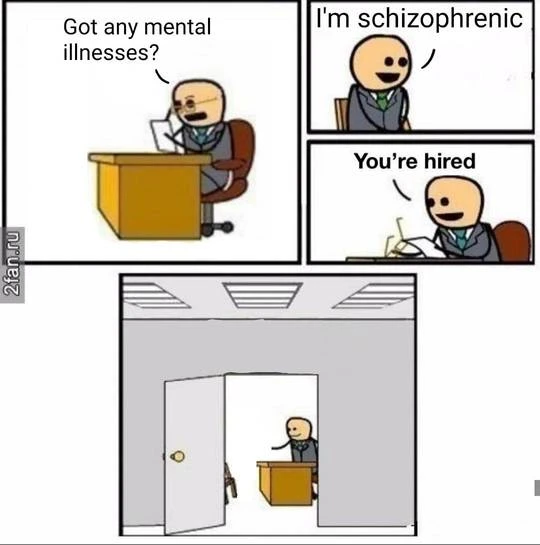 Got any mental
illnesses?
I'm schizophrenic
You're hired
2fan.ru